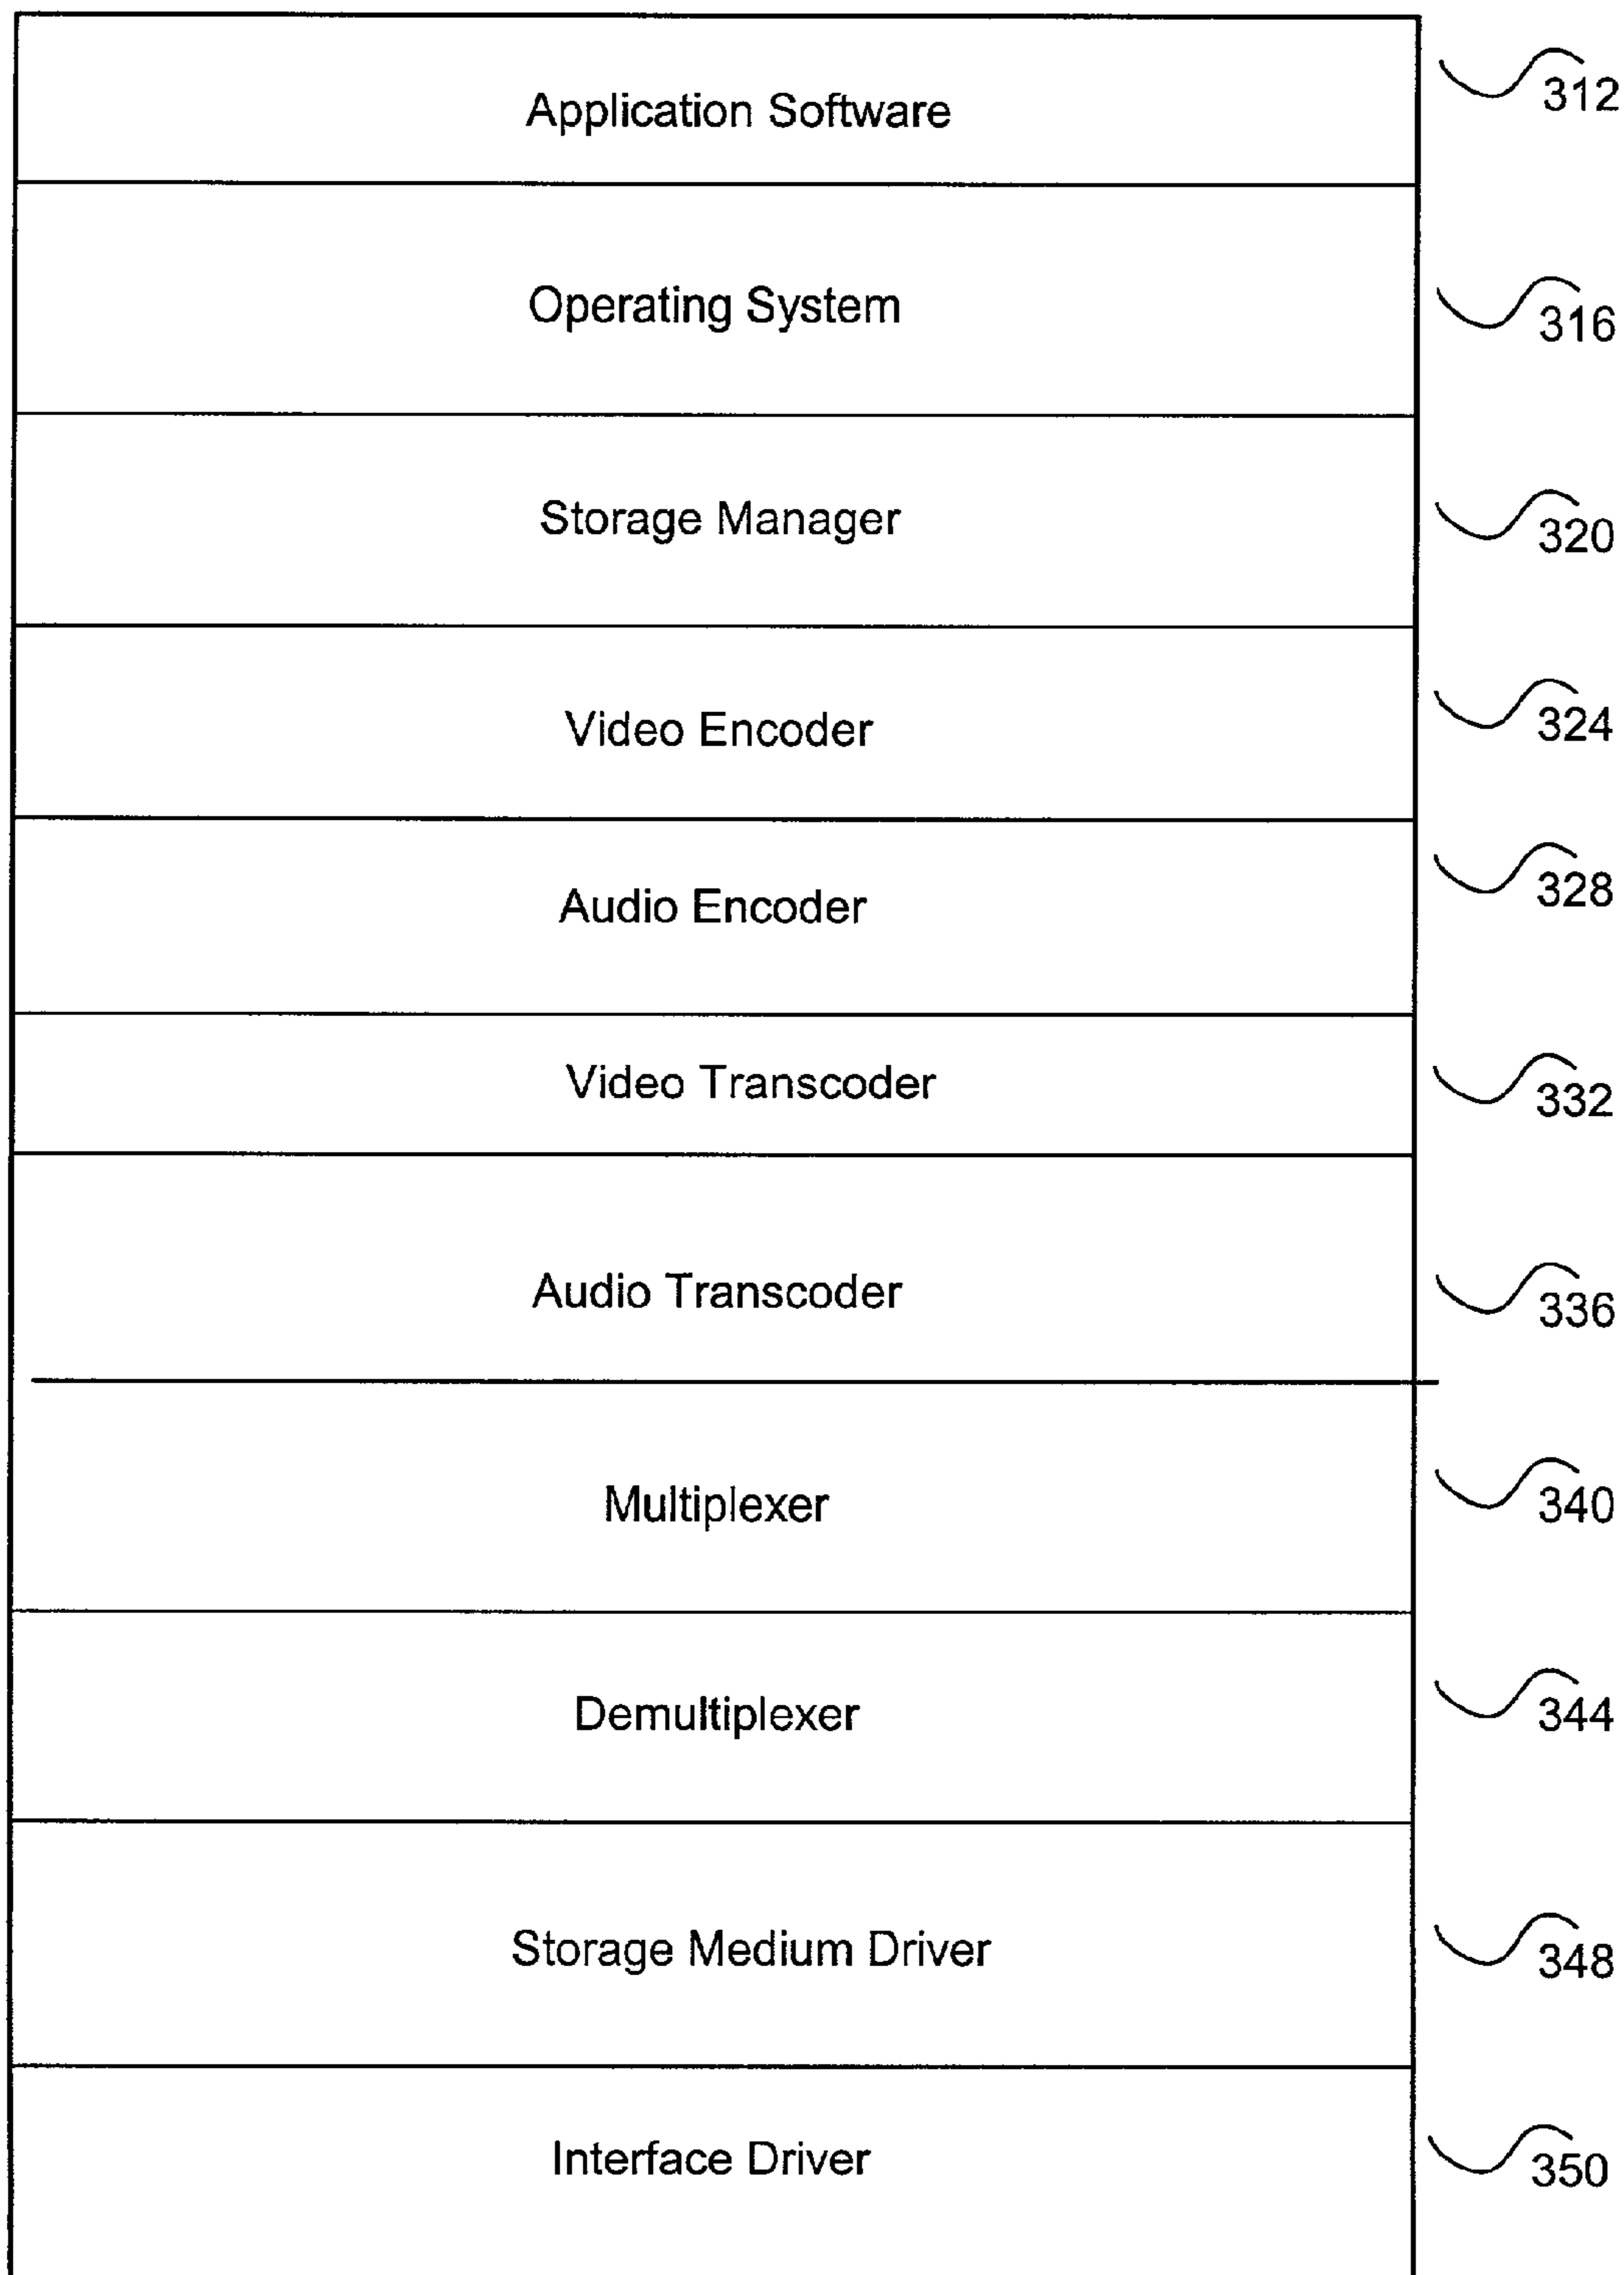 Application Software 312
Operating System 316
Storage Manager 320
Video Encoder 324
Audio Encoder 328
Video Transcoder 332
Audio Transcoder 336
Multiplexer 340
Demultiplexer 344
Storage Medium Driver 348
Interface Driver 350